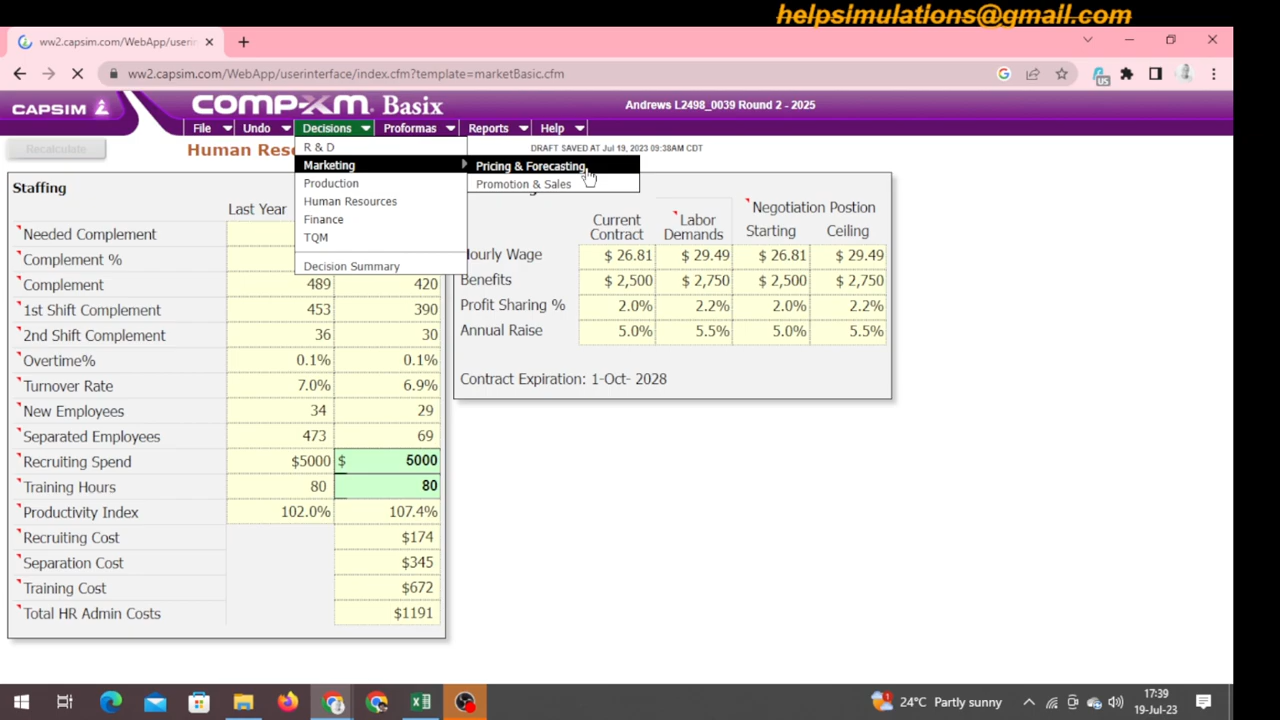 helpsimulations@gmail.com
ww2.capsim.com/WebApp/userin
ww2.capsim.com/WebApp/userinterface/index.cfm?template=marketBasic.cfm
US
CAPSIM
COMP-XM® Basix
Andrews L2498_0039 Round 2 - 2025
File Undo Decisions Proformas Reports Help
Recalculate
Human Res
DRAFT SAVED AT Jul 19, 2023 09:38AM CDT
R & D
Marketing
Production
Human Resources
Finance
TQM
Decision Summary
Pricing & Forecasting
Promotion & Sales
Staffing
Last Year
Needed Complement
Complement %
Complement 489 420
1st Shift Complement 453 390
2nd Shift Complement 36 30
Overtime% 0.1% 0.1%
Turnover Rate 7.0% 6.9%
New Employees 34 29
Separated Employees 473 69
Recruiting Spend $5000 $ 5000
Training Hours 80 80
Productivity Index 102.0% 107.4%
Recruiting Cost $174
Separation Cost $345
Training Cost $672
Total HR Admin Costs $1191
Current Contract Labor Demands Negotiation Postion
Starting Ceiling
Hourly Wage $ 26.81 $ 29.49 $ 26.81 $ 29.49
Benefits $ 2,500 $ 2,750 $ 2,500 $ 2,750
Profit Sharing % 2.0% 2.2% 2.0% 2.2%
Annual Raise 5.0% 5.5% 5.0% 5.5%
Contract Expiration: 1-Oct- 2028
24°C Partly sunny
17:39
19-Jul-23